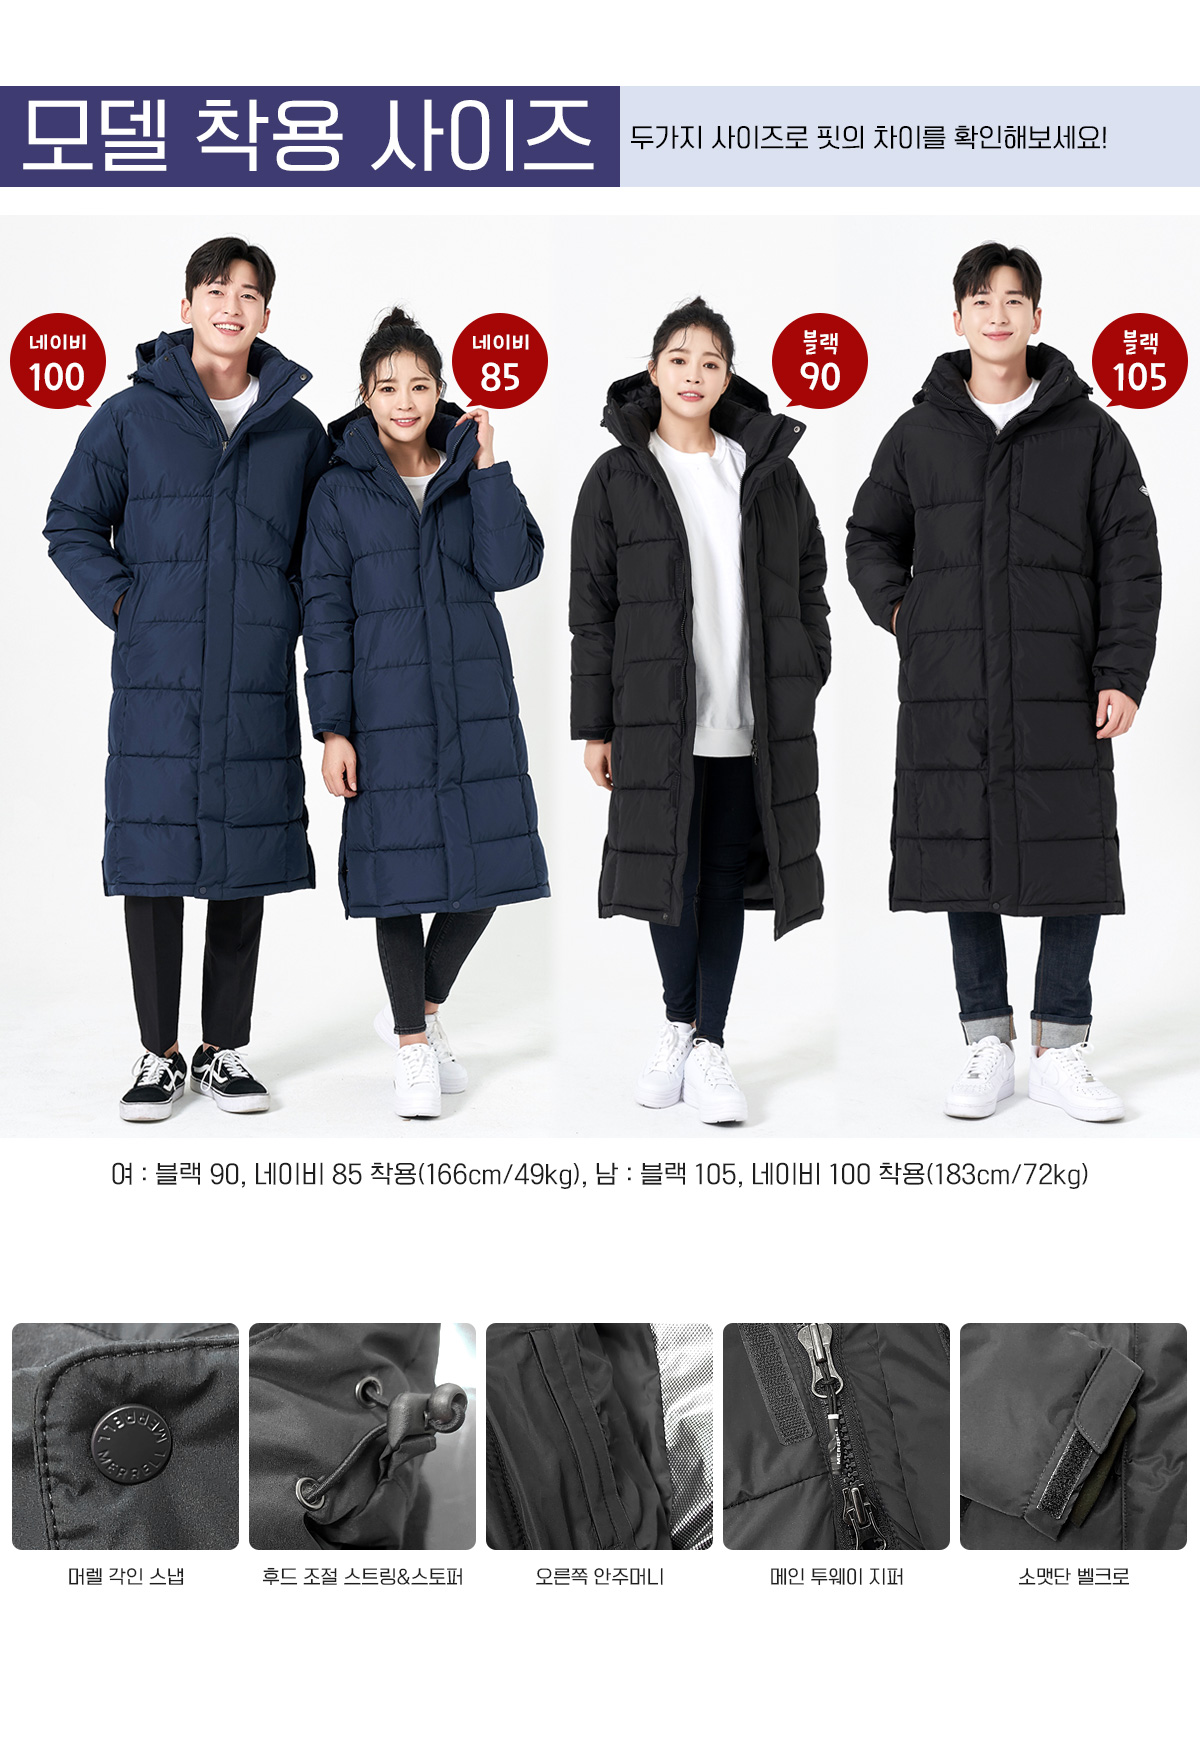 모델 착용 사이즈
두가지 사이즈로 핏의 차이를 확인해보세요!
네이비
100
네이비
85
블랙
90
블랙
105
여 : 블랙 90, 네이비 85 착용(166cm/49kg), 남 : 블랙 105, 네이비 100 착용(183cm/72kg)
MERRELL
MERRELL
MERRELL
머렐 각인 스냅
후드 조절 스트링&스토퍼
오른쪽 안주머니
메인 투웨이 지퍼
소맷단 벨크로